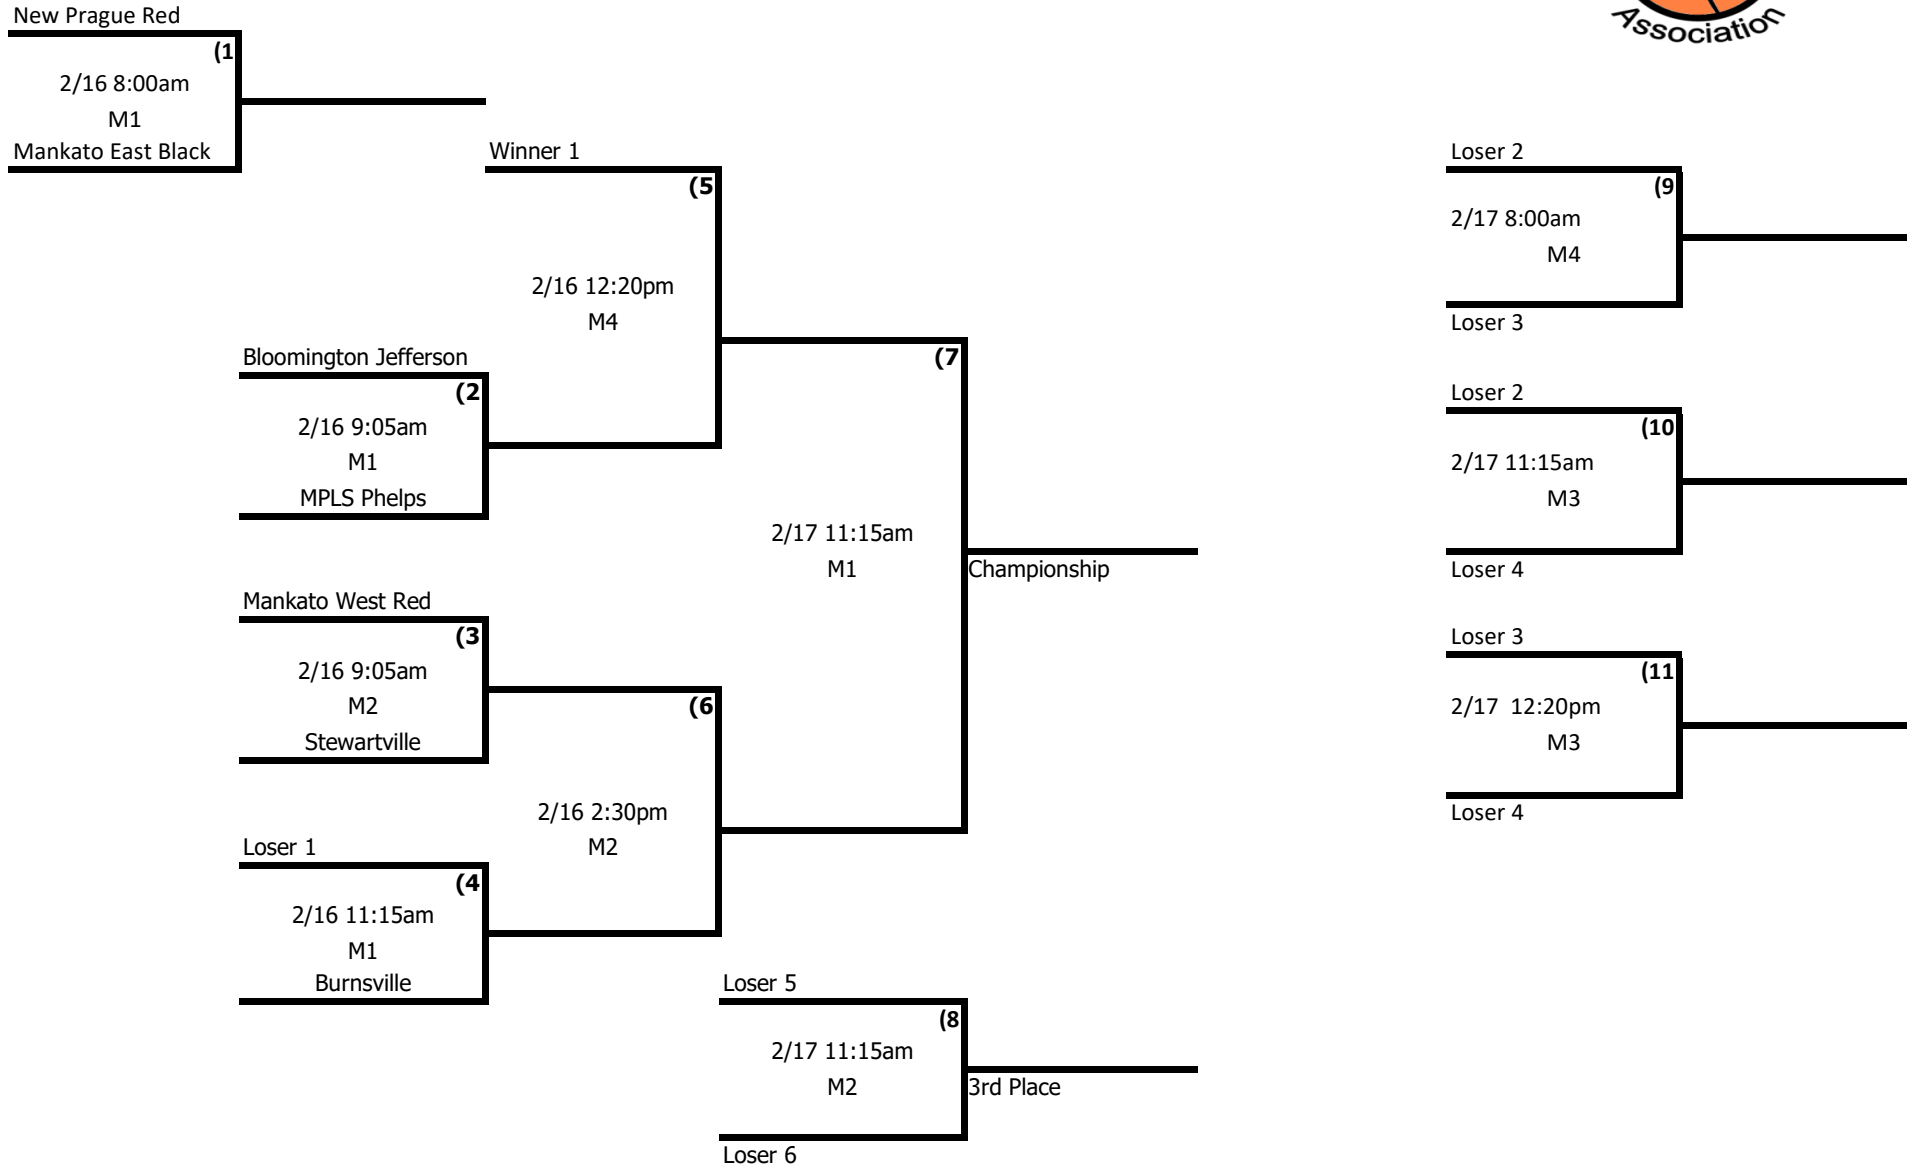 New Prague Red
(1
2/16 8:00am
M1
Mankato East Black
Winner 1
(5
2/16 12:20pm
M4
Bloomington Jefferson
(2
2/16 9:05am
M1
MPLS Phelps
Mankato West Red
(3
2/16 9:05am
M2
Stewartville
(6
2/16 2:30pm
M2
Loser 1
(4
2/16 11:15am
M1
Burnsville
(7
2/17 11:15am
M1
Championship
Loser 5
(8
2/17 11:15am
M2
3rd Place
Loser 6
Association
Loser 2
(9
2/17 8:00am
M4
Loser 3
Loser 2
(10
2/17 11:15am
M3
Loser 4
Loser 3
(11
2/17  12:20pm
M3
Loser 4